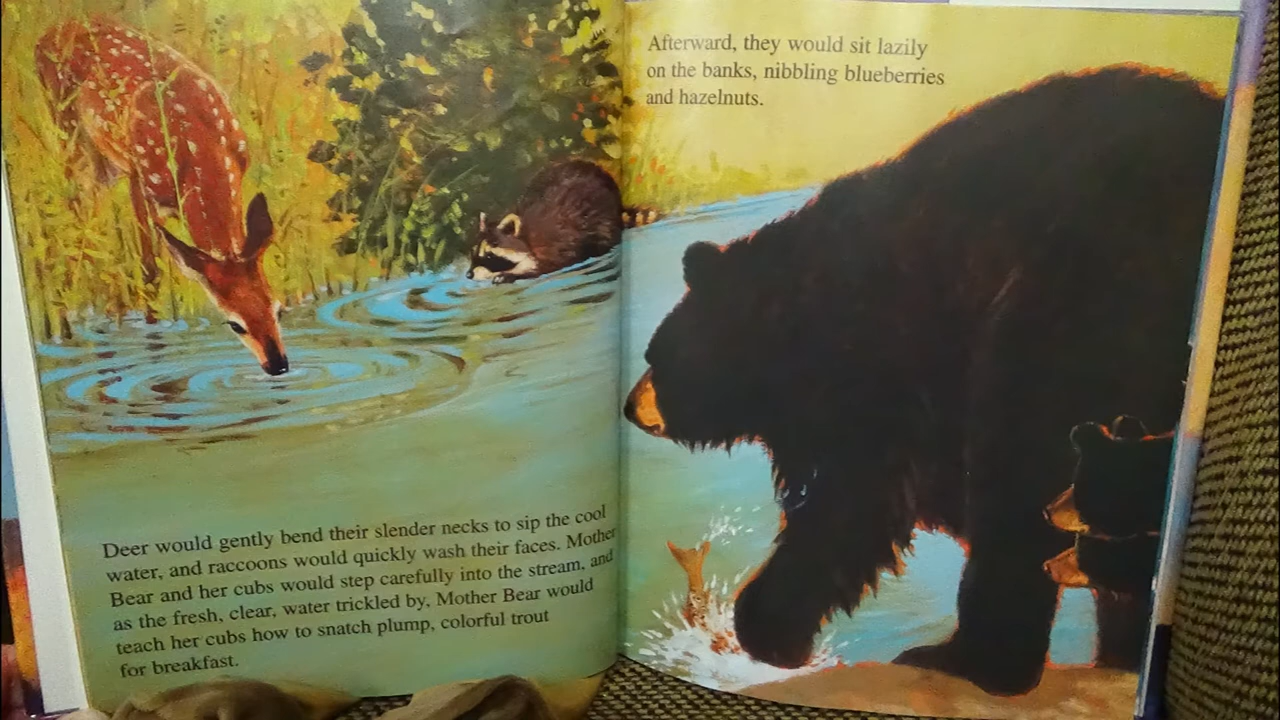 Deer would gently bend their slender necks to sip the cool
water, and raccoons would quickly wash their faces. Mother
Bear and her cubs would step carefully into the stream, and
as the fresh, clear, water trickled by, Mother Bear would
teach her cubs how to snatch plump, colorful trout
for breakfast.
Afterward, they would sit lazily
on the banks, nibbling blueberries
and hazelnuts.